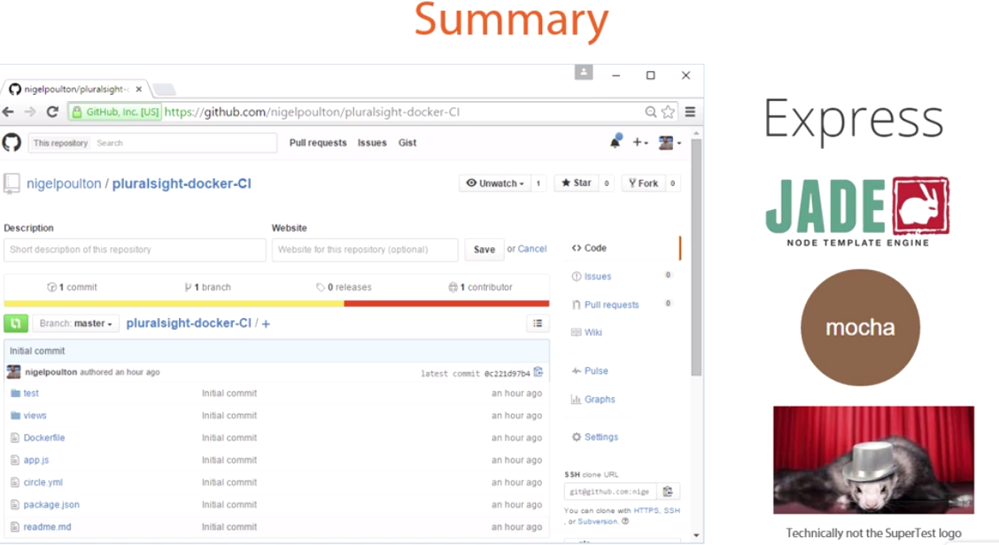 Summary
nigelpoulton/pluralsight-c
GitHub, Inc. [US] https://github.com/nigelpoulton/pluralsight-docker-CI
This repository Search Pull requests Issues Gist
nigelpoulton / pluralsight-docker-CI Unwatch 1 Star 0 Fork 0
Description Website
Short description of this repository Website for this repository (optional) Save or Cancel
1 commit 1 branch 0 releases 1 contributor
Branch: master pluralsight-docker-CI / +
Initial commit
nigelpoulton authored an hour ago latest commit 0c221d97b4
test Initial commit an hour ago
views Initial commit an hour ago
Dockerfile Initial commit an hour ago
app.js Initial commit an hour ago
circle.yml Initial commit an hour ago
package.json Initial commit an hour ago
readme.md Initial commit an hour ago
Code
Issues 0
Pull requests 0
Wiki
Pulse
Graphs
Settings
SSH clone URL
git@github.com:nige
You can clone with HTTPS, SSH
, or Subversion.
Express
JADE
NODE TEMPLATE ENGINE
mocha
Technically not the SuperTest logo